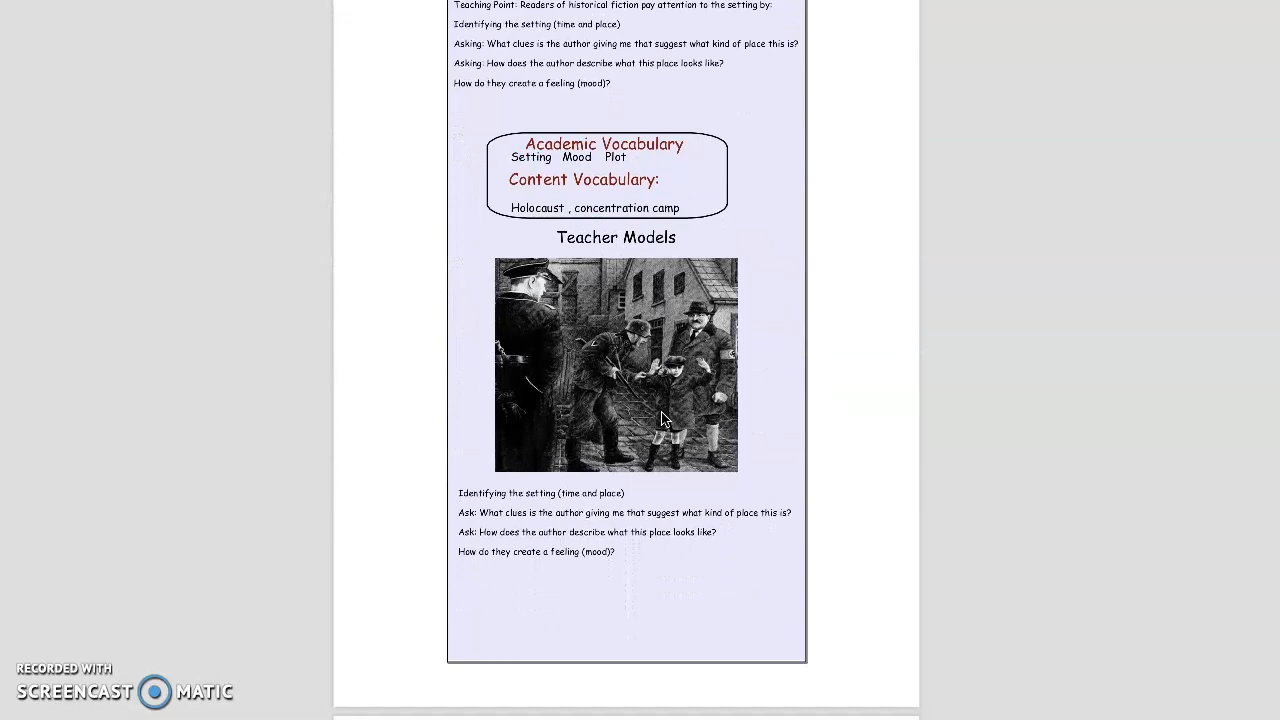 Teaching Point: Readers of historical fiction pay attention to the setting by:
Identifying the setting (time and place)
Asking: What clues is the author giving me that suggest what kind of place this is?
Asking: How does the author describe what this place looks like?
How do they create a feeling (mood)?
Academic Vocabulary
Setting Mood Plot
Content Vocabulary:
Holocaust , concentration camp
Teacher Models
Identifying the setting (time and place)
Ask: What clues is the author giving me that suggest what kind of place this is?
Ask: How does the author describe what this place looks like?
How do they create a feeling (mood)?
RECORDED WITH
SCREENCAST MATIC